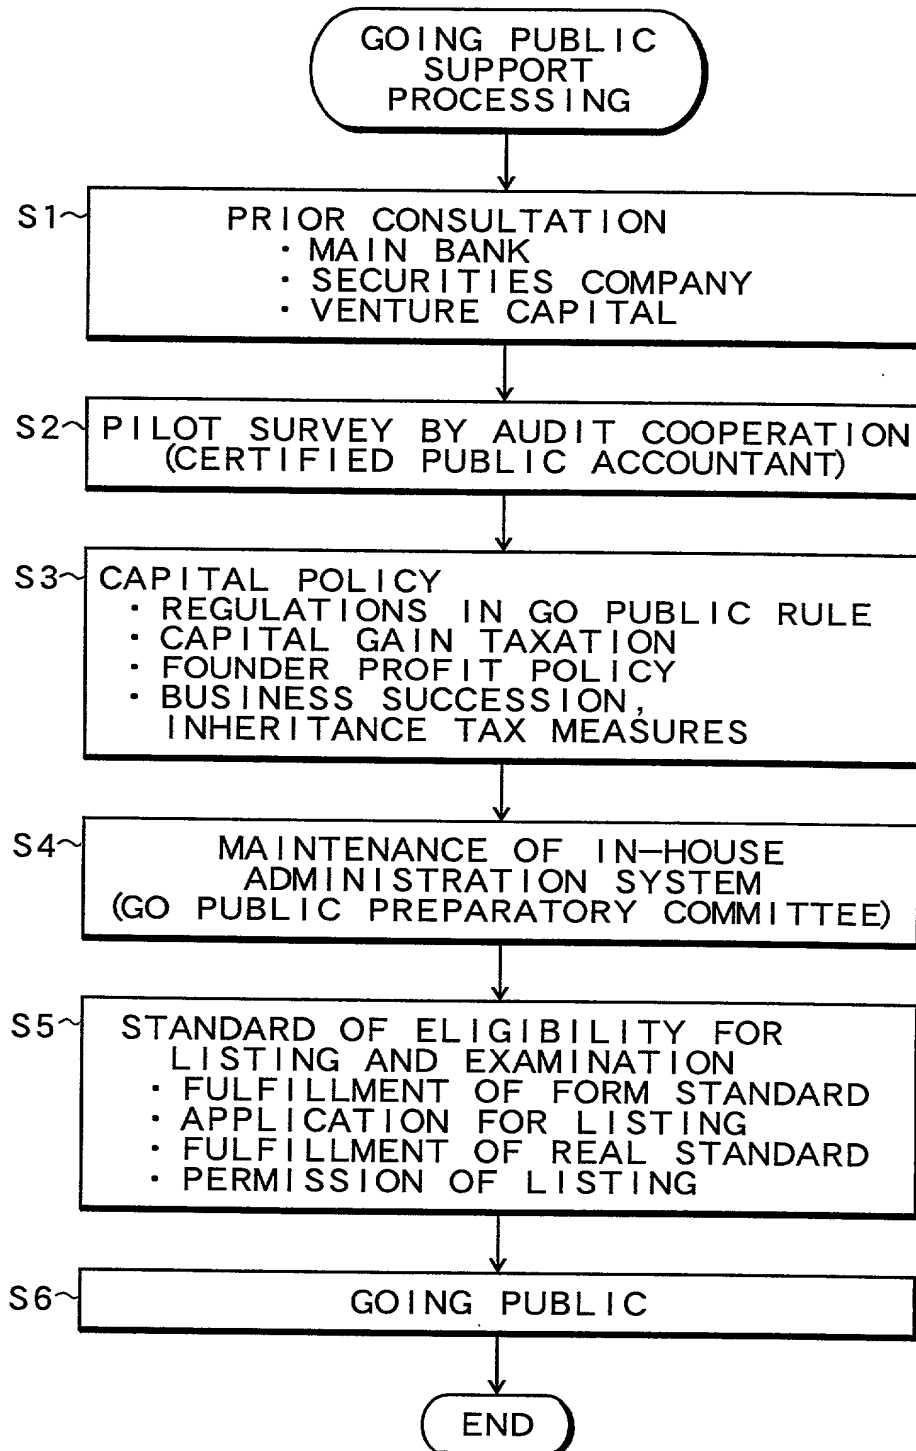 GOING PUBLIC
SUPPORT
PROCESSING
S1~
PRIOR CONSULTATION
· MAIN BANK
· SECURITIES COMPANY
· VENTURE CAPITAL
S2~
PILOT SURVEY BY AUDIT COOPERATION
(CERTIFIED PUBLIC ACCOUNTANT)
S3~
CAPITAL POLICY
· REGULATIONS IN GO PUBLIC RULE
· CAPITAL GAIN TAXATION
· FOUNDER PROFIT POLICY
· BUSINESS SUCCESSION,
INHERITANCE TAX MEASURES
S4~
MAINTENANCE OF IN-HOUSE
ADMINISTRATION SYSTEM
(GO PUBLIC PREPARATORY COMMITTEE)
S5~
STANDARD OF ELIGIBILITY FOR
LISTING AND EXAMINATION
· FULFILLMENT OF FORM STANDARD
· APPLICATION FOR LISTING
· FULFILLMENT OF REAL STANDARD
· PERMISSION OF LISTING
S6~
GOING PUBLIC
END